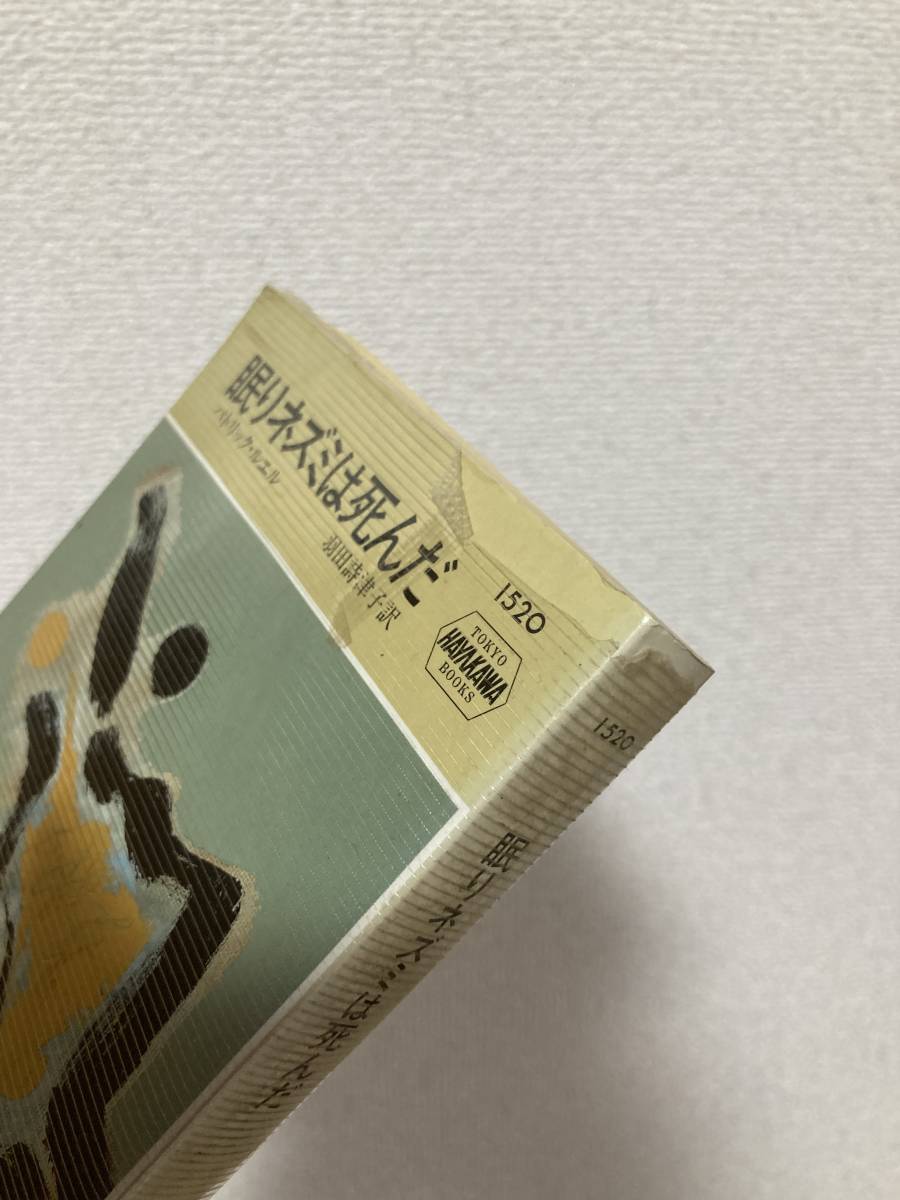 眠りネズミは死んだ
パトリック・ルエル
羽田詩津子訳
1520
TOKYO
HAYAKAWA
BOOKS
1520
眠りネズミは死んだ